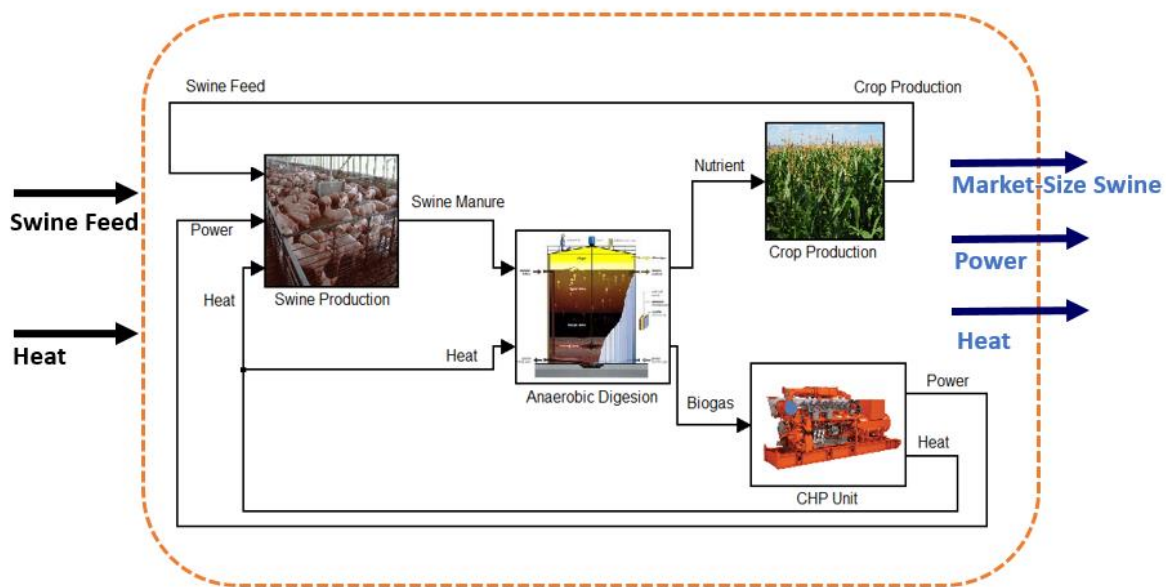 Swine Feed
Crop Production
Swine Feed
Power
Heat
Heat
Swine Production
Swine Manure
Heat
Anaerobic Digesion
Nutrient
Crop Production
Biogas
Power
Heat
CHP Unit
Market-Size Swine
Power
Heat